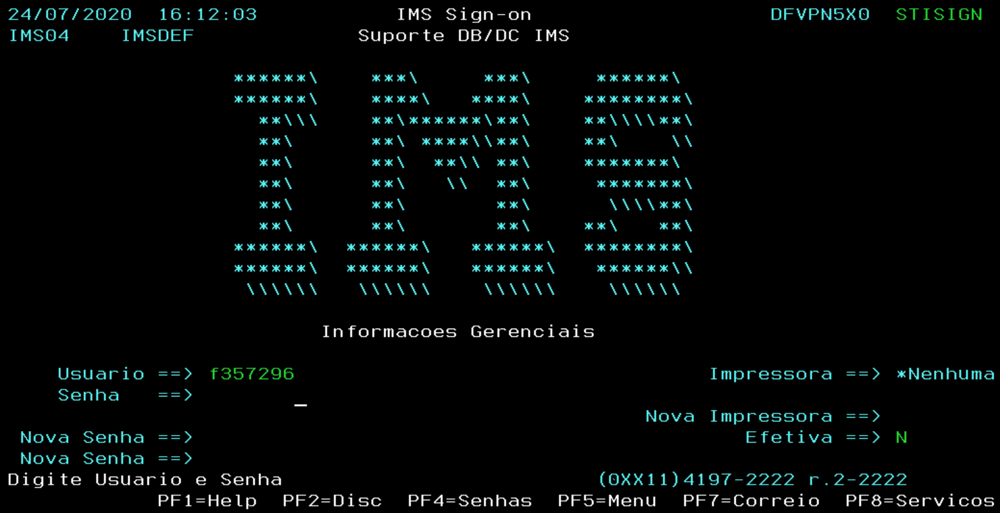 24/07/2020  16:12:03           IMS Sign-on                   DFVPN5X0  STISIGN
IMS04    IMSDEF             Suporte DB/DC IMS
******\    ***\     ***\     ******\
******\    ****\   ****\    ********\
  **\\\    **\******\**\    **\\\\**\
  **\      **\ ****\\**\    **\    \\
  **\      **\  **\\ **\    *******\
  **\      **\   \\  **\     *******\
  **\      **\       **\      \\\\**\
  **\      **\       **\    **\   **\
******\  ******\   ******\  ********\
******\  ******\   ******\   ******\\
 \\\\\\   \\\\\\    \\\\\\    \\\\\\
Informacoes Gerenciais
Usuario ==> f357296                                Impressora ==> *Nenhuma
Senha   ==>        _
Nova Impressora ==>
Nova Senha ==>                                        Efetiva ==> N
Nova Senha ==>
Digite Usuario e Senha                         (0XX11)4197-2222 r.2-2222
PF1=Help  PF2=Disc  PF4=Senhas  PF5=Menu  PF7=Correio  PF8=Servicos